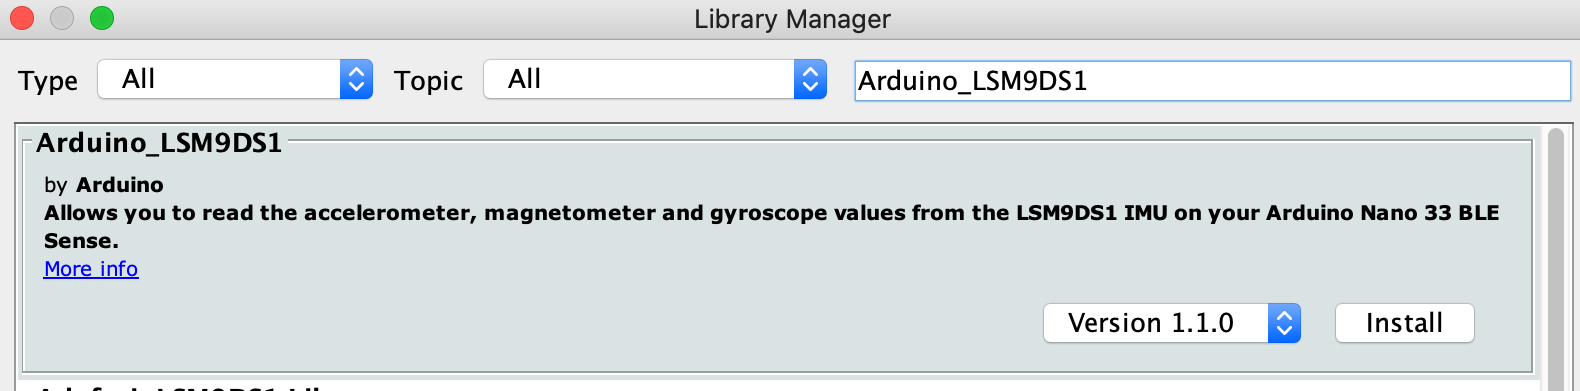 Library Manager
Type All Topic All Arduino_LSM9DS1
Arduino_LSM9DS1
by Arduino
Allows you to read the accelerometer, magnetometer and gyroscope values from the LSM9DS1 IMU on your Arduino Nano 33 BLE
Sense.
More info
Version 1.1.0 Install